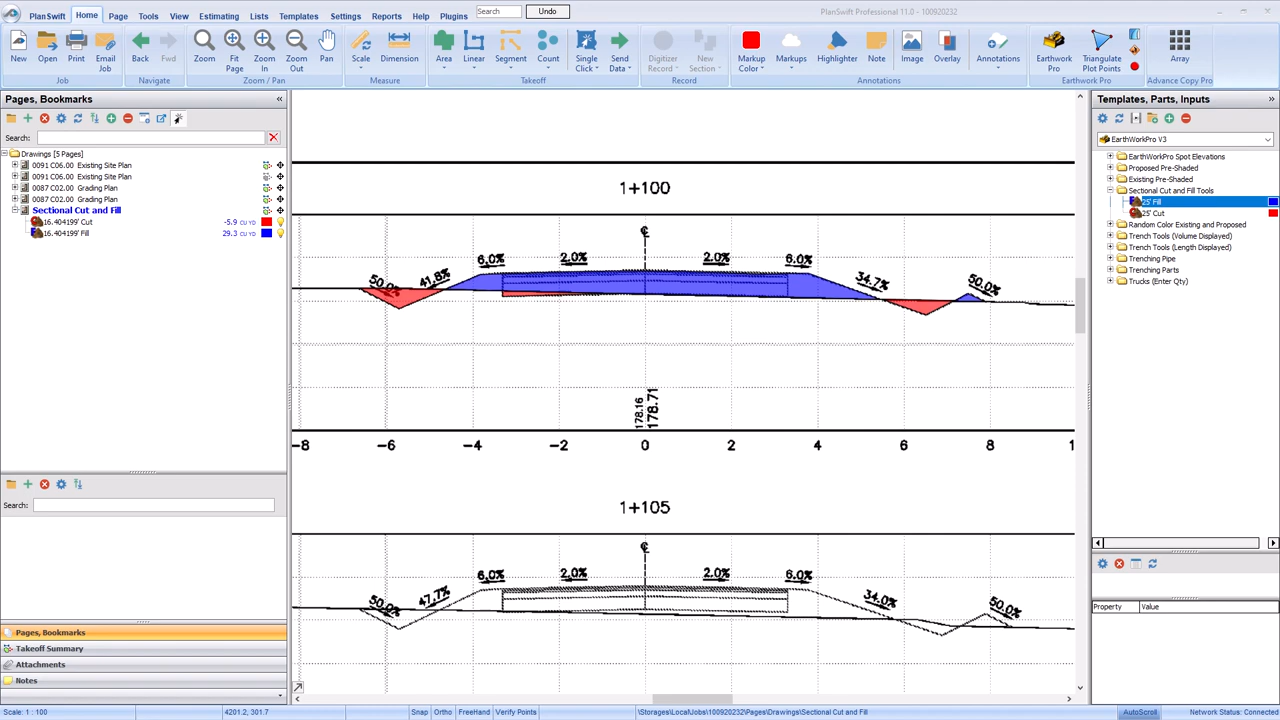 PlanSwift Home Page Tools View Estimating Lists Templates Settings Reports Help Plugins Search Undo PlanSwift Professional 11.0 - 100920232
New Open Print Email Job Back Fwd Zoom Fit Page Zoom In Zoom Out Pan Scale Dimension Area Linear Segment Count Single Click Send Data Digitizer Record New Section Markup Color Markups Highlighter Note Image Overlay Annotations Earthwork Pro Triangulate Plot Points Array
Job Navigate Zoom / Pan Measure Takeoff Record Annotations Earthwork Pro Advance Copy Pro
Pages, Bookmarks
Search:
Drawings [5 Pages]
0091 C06.00 Existing Site Plan
0091 C06.00 Existing Site Plan
0087 C02.00 Grading Plan
0087 C02.00 Grading Plan
Sectional Cut and Fill
16.404199' Cut -5.9 CU YD
16.404199' Fill 29.3 CU YD
Search:
Pages, Bookmarks
Takeoff Summary
Attachments
Notes
1+100
50.0% 41.8% 6.0% 2.0% 2.0% 6.0% 34.7% 50.0%
178.16
178.71
-8 -6 -4 -2 0 2 4 6 8 1
1+105
50.0% 47.7% 6.0% 2.0% 2.0% 6.0% 34.0% 50.0%
Templates, Parts, Inputs
EarthWorkPro V3
EarthWorkPro Spot Elevations
Proposed Pre-Shaded
Existing Pre-Shaded
Sectional Cut and Fill Tools
25' Fill
25' Cut
Random Color Existing and Proposed
Trench Tools (Volume Displayed)
Trench Tools (Length Displayed)
Trenching Pipe
Trenching Parts
Trucks (Enter Qty)
Property Value
Scale: 1 : 100 4201.2, 301.7 Snap Ortho FreeHand Verify Points \Storages\LocalJobs\100920232\Pages\Drawings\Sectional Cut and Fill AutoScroll Network Status: Connected